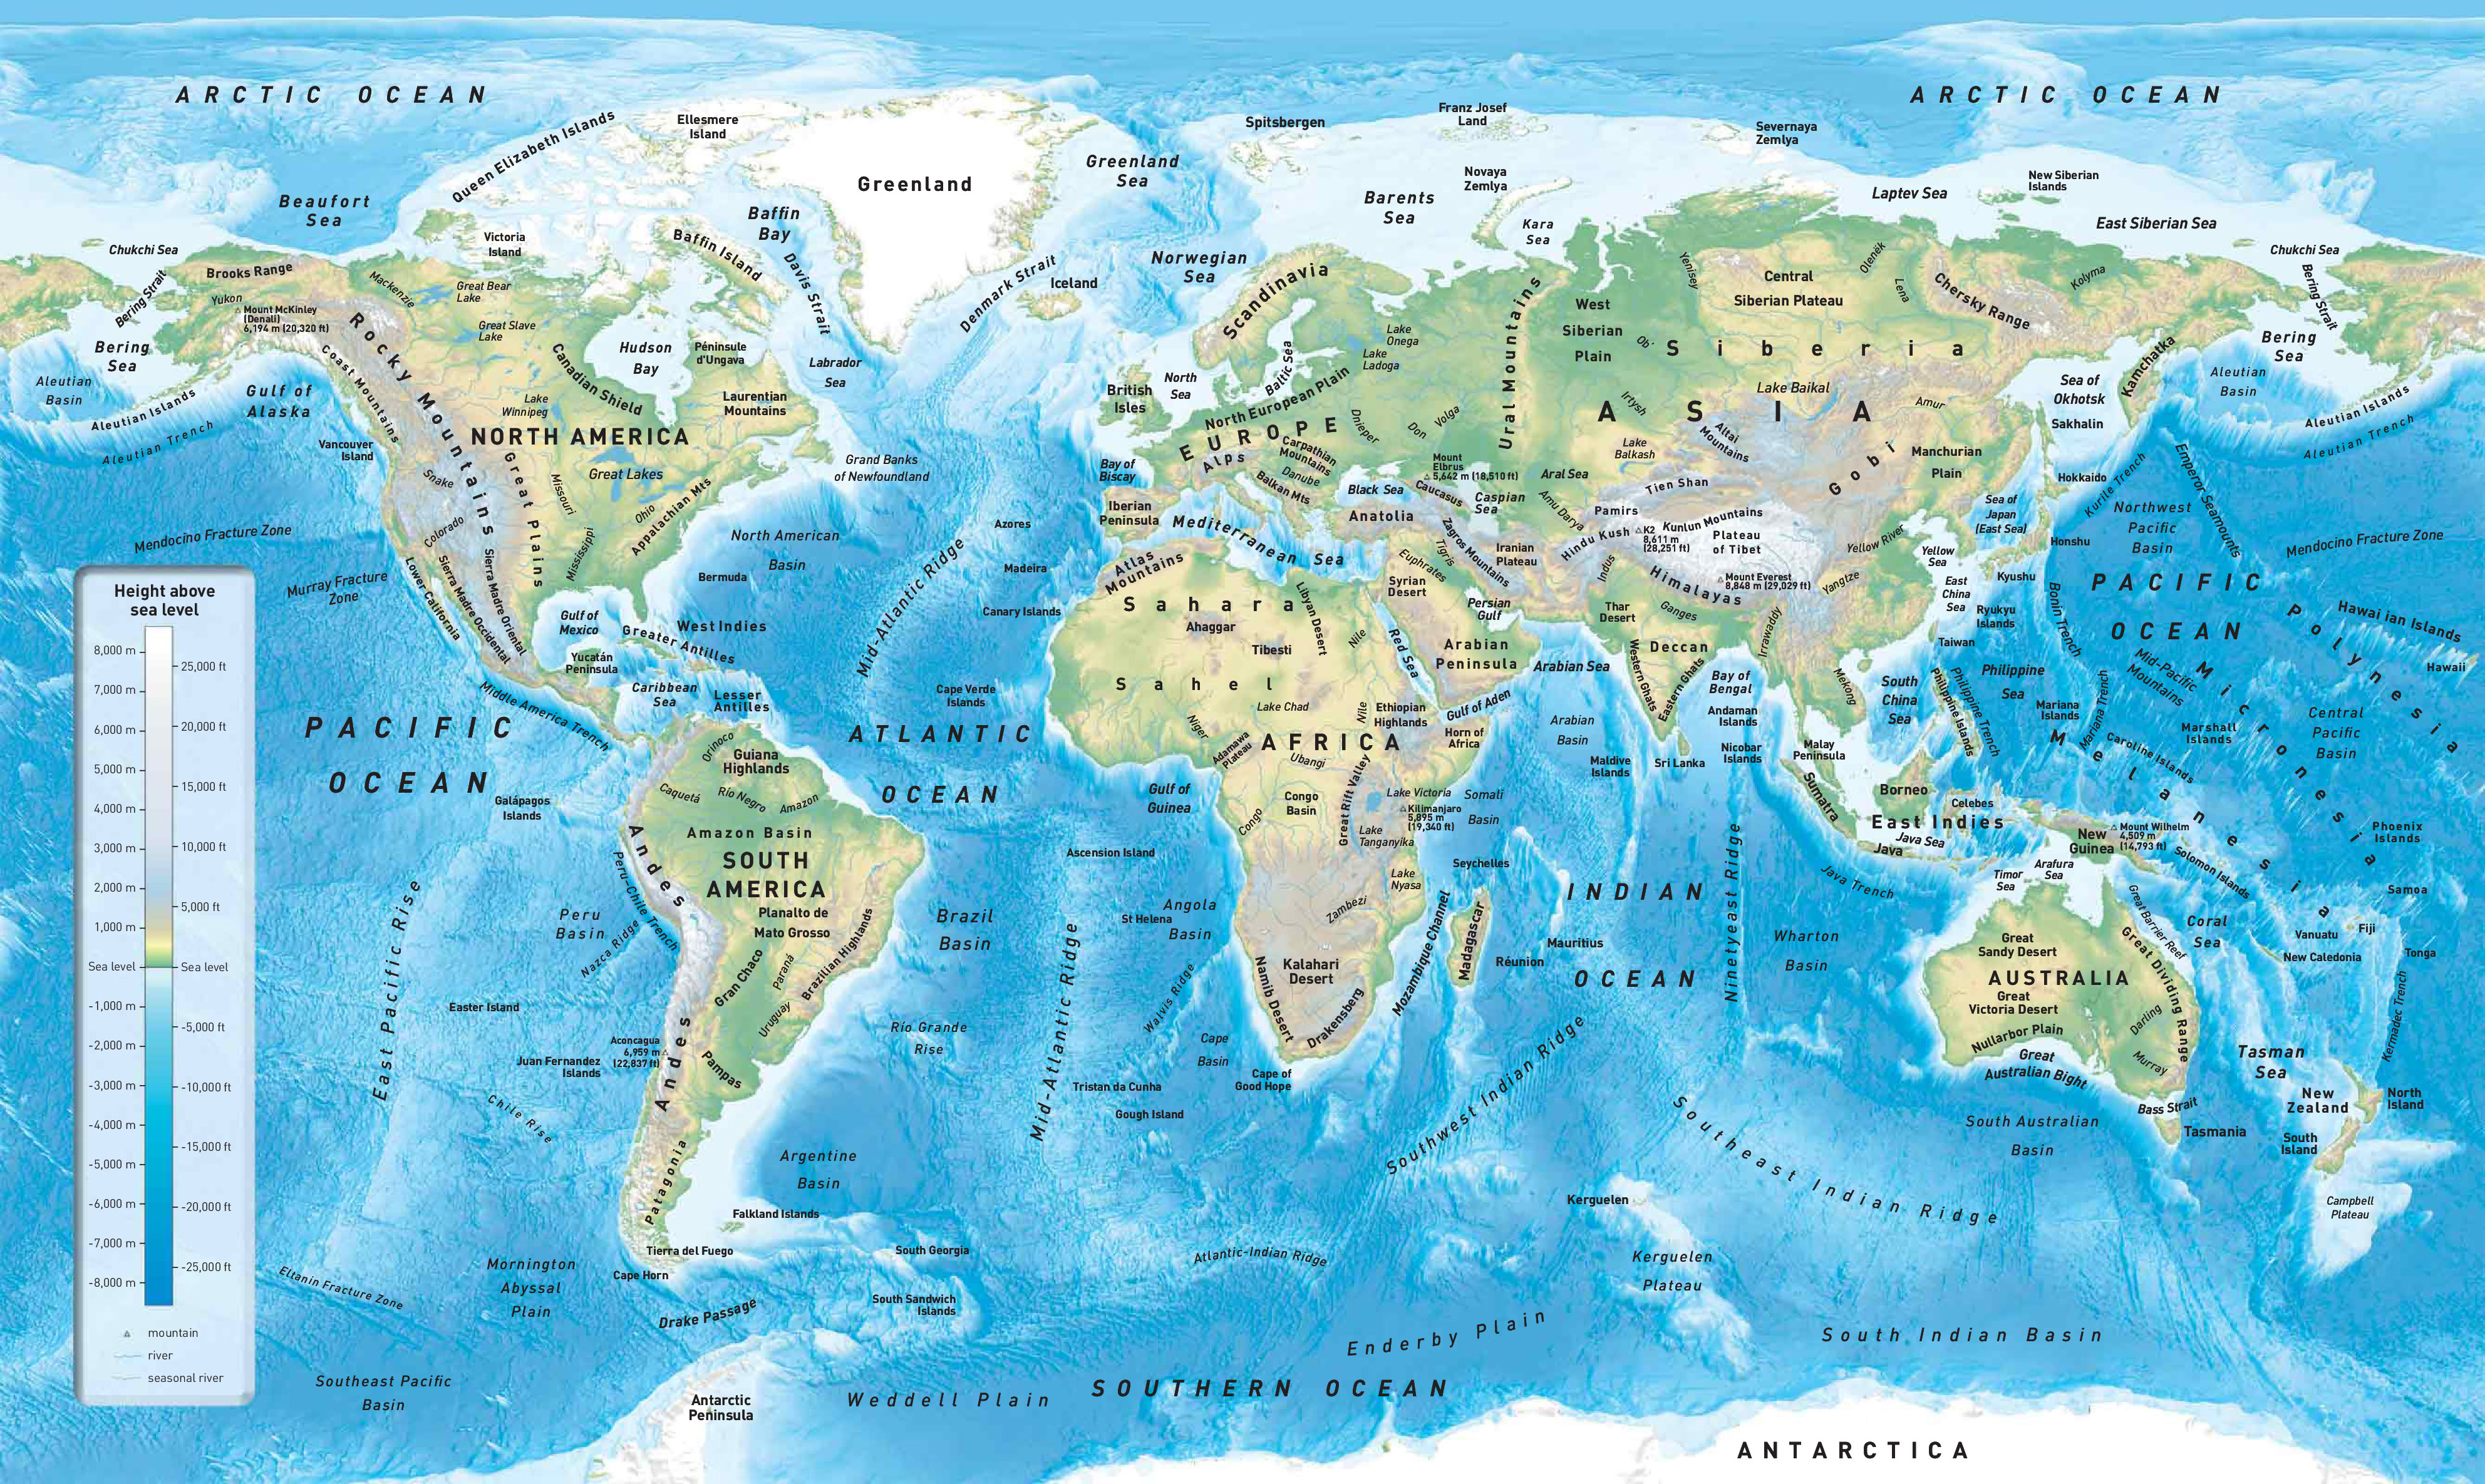 ARCTIC OCEAN
ARCTIC OCEAN
Queen Elizabeth Islands
Ellesmere
Island
Greenland
Greenland
Sea
Spitsbergen
Franz Josef
Land
Severnaya
Zemlya
Novaya
Zemlya
Barents
Sea
Kara
Sea
Laptev Sea
New Siberian
Islands
East Siberian Sea
Chukchi Sea
Bering Strait
Beaufort
Sea
Victoria
Island
Baffin
Bay
Baffin Island
Davis Strait
Denmark Strait
Iceland
Norwegian
Sea
Scandinavia
Chukchi Sea
Bering Strait
Brooks Range
Yukon
Mount McKinley
(Denali)
6,194 m (20,320 ft)
Mackenzie
Great Bear
Lake
Great Slave
Lake
Rocky Mountains
Coast Mountains
Canadian Shield
Hudson
Bay
Péninsule
d'Ungava
Labrador
Sea
Laurentian
Mountains
Lake
Winnipeg
Bering
Sea
Aleutian
Basin
Aleutian Islands
Aleutian Trench
Gulf of
Alaska
Vancouver
Island
NORTH AMERICA
Great Plains
Great Lakes
Snake
Missouri
Ohio
Appalachian Mts
Colorado
Mississippi
Grand Banks
of Newfoundland
North American
Basin
Bermuda
Azores
Madeira
Canary Islands
Mid-Atlantic Ridge
Mendocino Fracture Zone
Murray Fracture
Zone
Lower California
Sierra Madre Occidental
Sierra Madre Oriental
Gulf of
Mexico
Greater Antilles
West Indies
Yucatán
Peninsula
Caribbean
Sea
Lesser
Antilles
Middle America Trench
Cape Verde
Islands
PACIFIC
OCEAN
ATLANTIC
OCEAN
Galápagos
Islands
Orinoco
Guiana
Highlands
Caquetá
Río Negro
Amazon
Amazon Basin
SOUTH
AMERICA
Andes
Peru-Chile Trench
Planalto de
Mato Grosso
Peru
Basin
Nazca Ridge
Gran Chaco
Paraná
Brazilian Highlands
Uruguay
Brazil
Basin
East Pacific Rise
Easter Island
Juan Fernandez
Islands
Aconcagua
6,959 m
(22,837 ft)
Andes
Pampas
Río Grande
Rise
Chile Rise
Patagonia
Argentine
Basin
Falkland Islands
Tierra del Fuego
Cape Horn
South Georgia
South Sandwich
Islands
Drake Passage
Mornington
Abyssal
Plain
Eltanin Fracture Zone
Southeast Pacific
Basin
Antarctic
Peninsula
Weddell Plain
SOUTHERN OCEAN
British
Isles
North
Sea
Baltic Sea
Lake
Onega
Lake
Ladoga
North European Plain
EUROPE
Alps
Carpathian
Mountains
Danube
Balkan Mts
Dnieper
Don
Volga
Ural Mountains
Bay of
Biscay
Iberian
Peninsula
Mediterranean Sea
Black Sea
Mount
Elbrus
5,642 m (18,510 ft)
Caucasus
Caspian
Sea
Anatolia
Atlas
Mountains
Sahara
Ahaggar
Tibesti
Libyan Desert
Nile
Red Sea
Syrian
Desert
Euphrates
Tigris
Zagros Mountains
Iranian
Plateau
Persian
Gulf
Arabian
Peninsula
Arabian Sea
Sahel
Lake Chad
Niger
Adamawa
Plateau
AFRICA
Nile
Ethiopian
Highlands
Gulf of Aden
Horn of
Africa
Ubangi
Great Rift Valley
Gulf of
Guinea
Congo
Congo
Basin
Lake Victoria
Kilimanjaro
5,895 m
(19,340 ft)
Somali
Basin
Lake
Tanganyika
Lake
Nyasa
Seychelles
Ascension Island
St Helena
Angola
Basin
Zambezi
Mozambique Channel
Madagascar
Mauritius
Réunion
Namib Desert
Kalahari
Desert
Drakensberg
Walvis Ridge
Mid-Atlantic Ridge
Cape
Basin
Cape of
Good Hope
Tristan da Cunha
Gough Island
Southwest Indian Ridge
Atlantic-Indian Ridge
Enderby Plain
West
Siberian
Plain
Yenisey
Central
Siberian Plateau
Olenëk
Lena
Chersky Range
Kolyma
Siberia
Ob'
Irtysh
Lake Baikal
ASIA
Amur
Altai
Mountains
Lake
Balkash
Aral Sea
Amu Darya
Tien Shan
Gobi
Manchurian
Plain
Pamirs
Hindu Kush
K2
8,611 m
(28,251 ft)
Kunlun Mountains
Plateau
of Tibet
Yellow River
Indus
Himalayas
Mount Everest
8,848 m (29,029 ft)
Yangtze
Yellow
Sea
East
China
Sea
Thar
Desert
Ganges
Irrawaddy
Deccan
Western Ghats
Eastern Ghats
Bay of
Bengal
Mekong
Andaman
Islands
Nicobar
Islands
Sri Lanka
Maldive
Islands
Arabian
Basin
Malay
Peninsula
Sumatra
Borneo
Celebes
East Indies
Java Sea
Java
Java Trench
Sea of
Okhotsk
Kamchatka
Sakhalin
Hokkaido
Kurile Trench
Emperor Seamounts
Sea of
Japan
(East Sea)
Honshu
Kyushu
Northwest
Pacific
Basin
Ryukyu
Islands
Taiwan
Bonin Trench
Philippine
Sea
South
China
Sea
Philippine Islands
Philippine Trench
Mariana
Islands
Mariana Trench
PACIFIC
OCEAN
Mid-Pacific
Mountains
Micronesia
Polynesia
Melanesia
Hawaiian Islands
Hawaii
Marshall
Islands
Caroline Islands
Central
Pacific
Basin
Bering
Sea
Aleutian
Basin
Aleutian Islands
Aleutian Trench
Mendocino Fracture Zone
New
Guinea
Mount Wilhelm
4,509 m
(14,793 ft)
Solomon Islands
Phoenix
Islands
Samoa
Timor
Sea
Arafura
Sea
Great Barrier Reef
Coral
Sea
Vanuatu
Fiji
Tonga
New Caledonia
Kermadec Trench
INDIAN
OCEAN
Ninetyeast Ridge
Wharton
Basin
Great
Sandy Desert
AUSTRALIA
Great
Victoria Desert
Nullarbor Plain
Great Dividing Range
Darling
Murray
Great
Australian Bight
Bass Strait
Tasmania
Tasman
Sea
New
Zealand
North
Island
South
Island
South Australian
Basin
Southeast Indian Ridge
Kerguelen
Kerguelen
Plateau
Campbell
Plateau
South Indian Basin
ANTARCTICA
Height above
sea level
8,000 m
7,000 m
6,000 m
5,000 m
4,000 m
3,000 m
2,000 m
1,000 m
Sea level
-1,000 m
-2,000 m
-3,000 m
-4,000 m
-5,000 m
-6,000 m
-7,000 m
-8,000 m
25,000 ft
20,000 ft
15,000 ft
10,000 ft
5,000 ft
Sea level
-5,000 ft
-10,000 ft
-15,000 ft
-20,000 ft
-25,000 ft
mountain
river
seasonal river